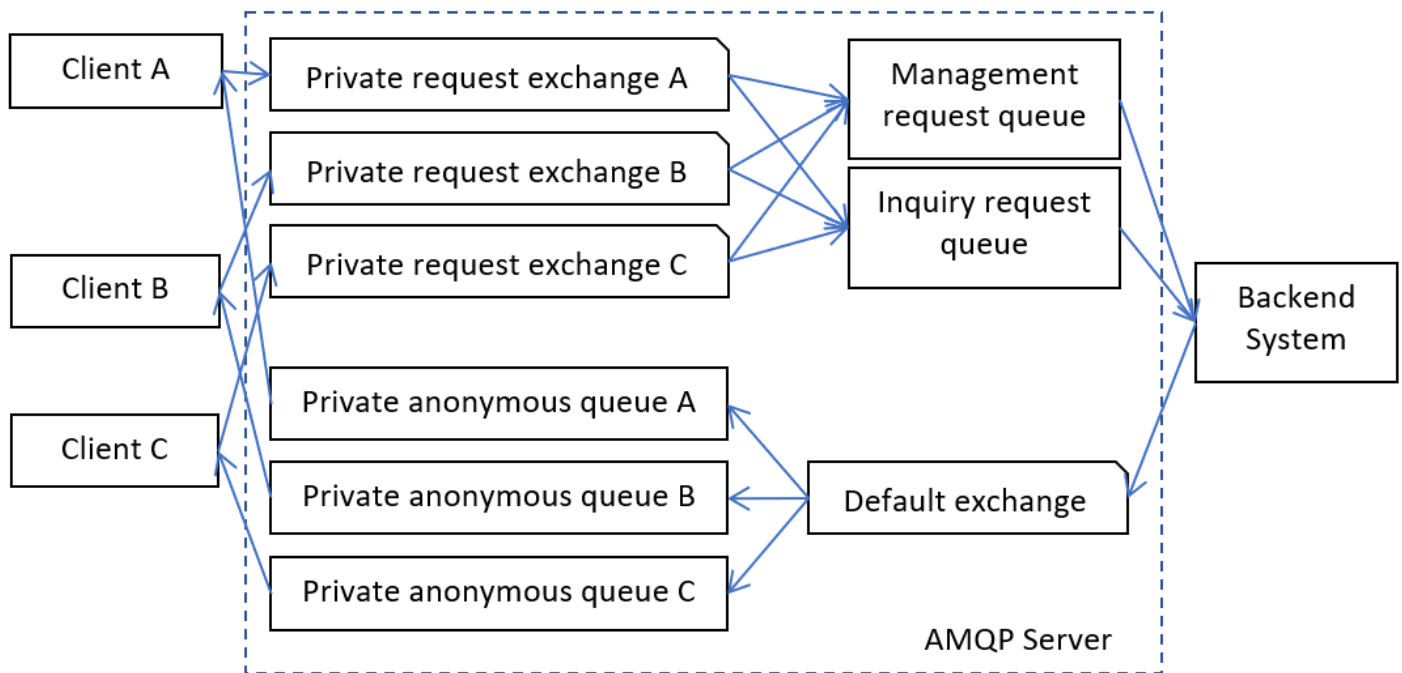 Client A
Client B
Client C
Private request exchange A
Private request exchange B
Private request exchange C
Private anonymous queue A
Private anonymous queue B
Private anonymous queue C
Management
request queue
Inquiry request
queue
Default exchange
AMQP Server
Backend
System